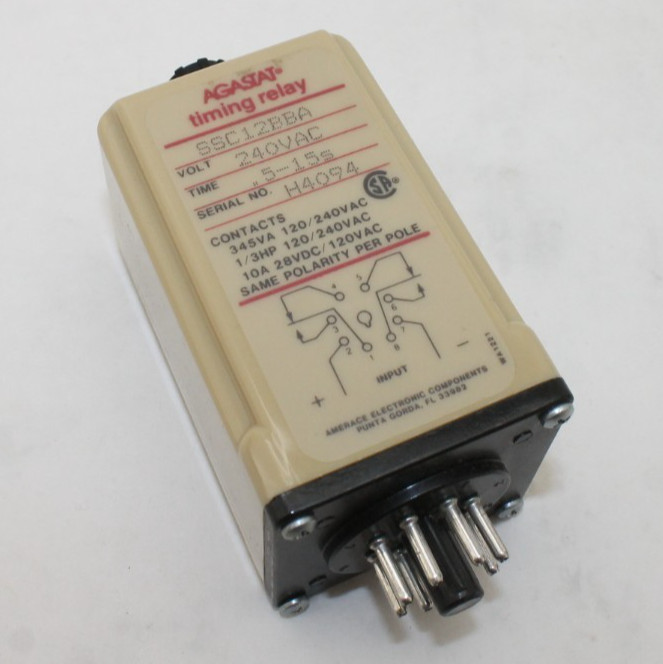 AGASTAT®
timing relay
SSC12BBA
VOLT 240VAC
TIME .5-15s
SERIAL NO. H4094
CSA®
CONTACTS
345VA 120/240VAC
1/3HP 120/240VAC
10A 28VDC/120VAC
SAME POLARITY PER POLE
4 5
3 6
2 1 8 7
+ INPUT −
AMERACE ELECTRONIC COMPONENTS
PUNTA GORDA, FL 33982